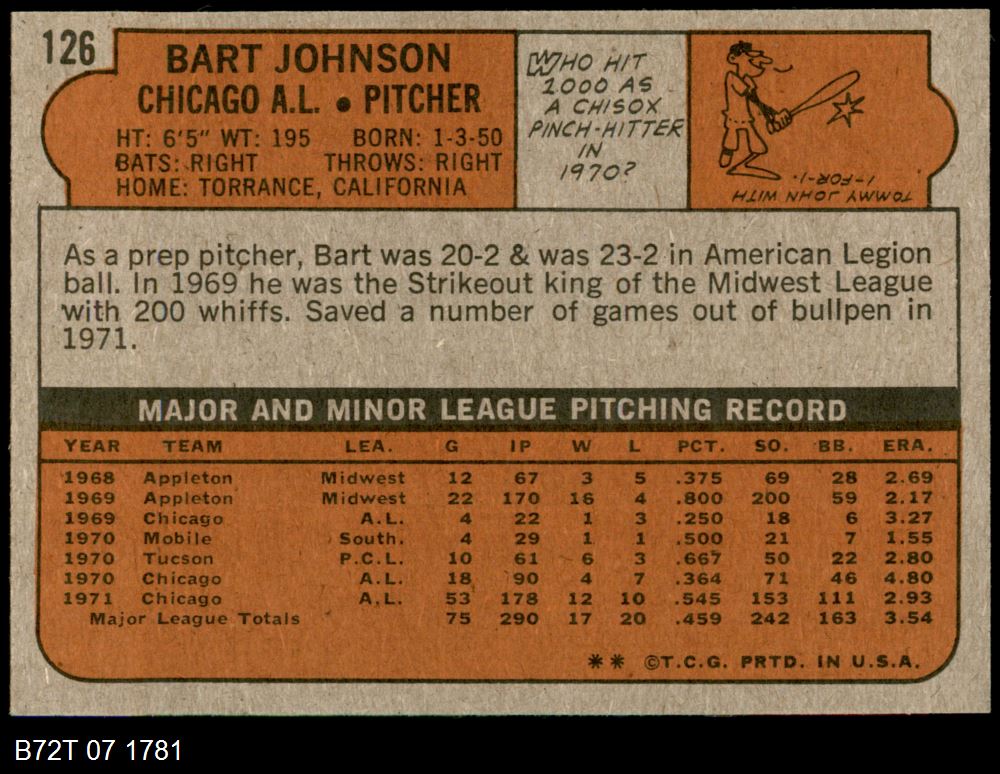 126
BART JOHNSON
CHICAGO A.L. • PITCHER
HT: 6'5" WT: 195 BORN: 1-3-50
BATS: RIGHT THROWS: RIGHT
HOME: TORRANCE, CALIFORNIA
WHO HIT
1000 AS
A CHISOX
PINCH-HITTER
IN
1970?
TOMMY JOHN WITH
1-FOR-1.
As a prep pitcher, Bart was 20-2 & was 23-2 in American Legion
ball. In 1969 he was the Strikeout king of the Midwest League
with 200 whiffs. Saved a number of games out of bullpen in
1971.
MAJOR AND MINOR LEAGUE PITCHING RECORD
YEAR TEAM LEA. G IP W L PCT. SO. BB. ERA.
1968 Appleton Midwest 12 67 3 5 .375 69 28 2.69
1969 Appleton Midwest 22 170 16 4 .800 200 59 2.17
1969 Chicago A.L. 4 22 1 3 .250 18 6 3.27
1970 Mobile South. 4 29 1 1 .500 21 7 1.55
1970 Tucson P.C.L. 10 61 6 3 .667 50 22 2.80
1970 Chicago A.L. 18 90 4 7 .364 71 46 4.80
1971 Chicago A.L. 53 178 12 10 .545 153 111 2.93
Major League Totals 75 290 17 20 .459 242 163 3.54
** ©T.C.G. PRTD. IN U.S.A.
B72T 07 1781